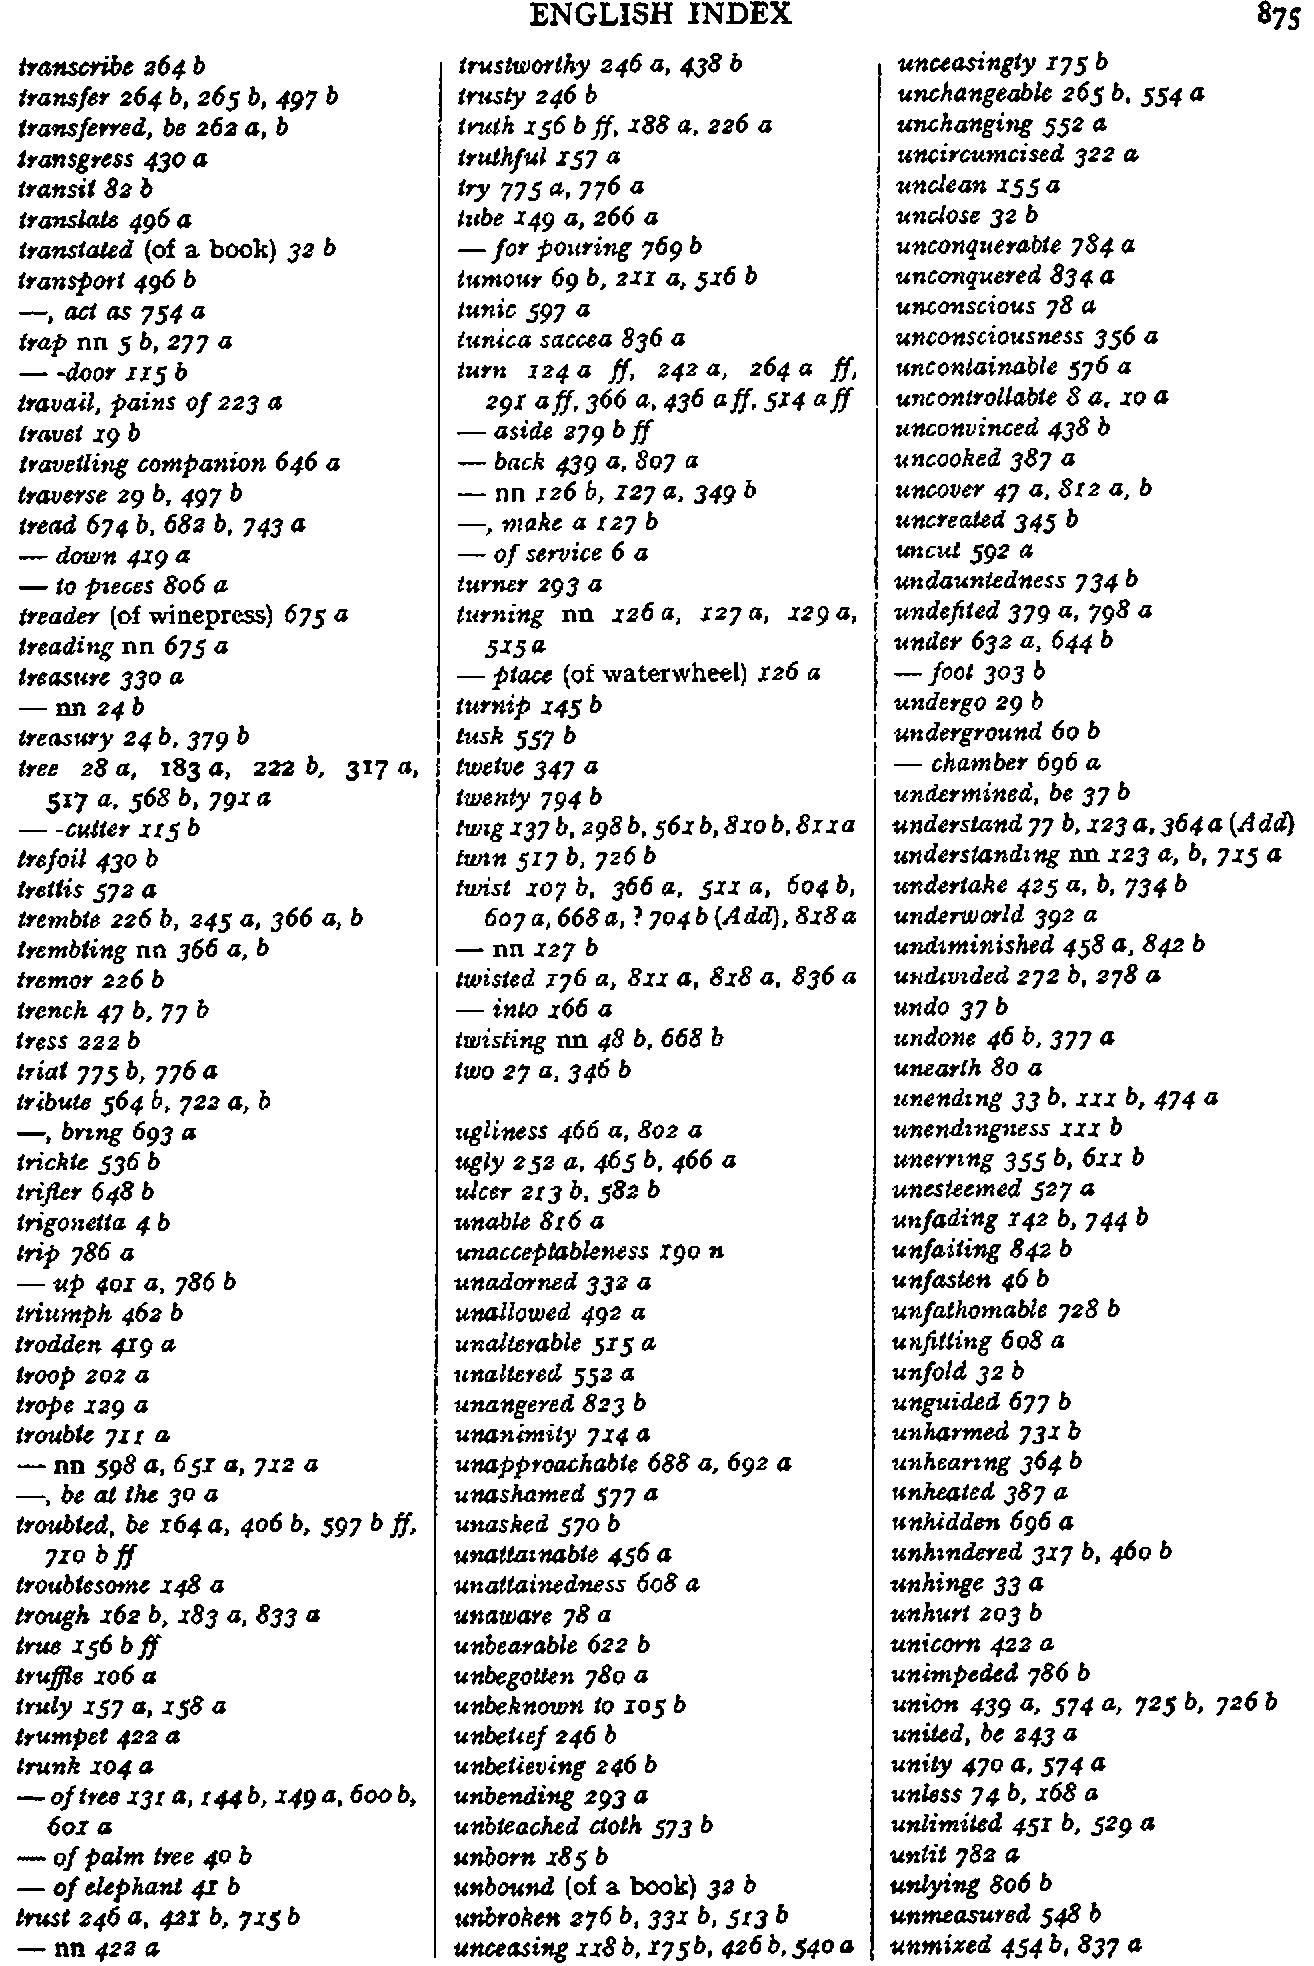 ENGLISH INDEX 875
transcribe 264 b
transfer 264 b, 265 b, 497 b
transferred, be 262 a, b
transgress 430 a
transit 82 b
translate 496 a
translated (of a book) 32 b
transport 496 b
—, act as 754 a
trap nn 5 b, 277 a
— -door 115 b
travail, pains of 223 a
travel 19 b
travelling companion 646 a
traverse 29 b, 497 b
tread 674 b, 682 b, 743 a
— down 419 a
— to pieces 806 a
treader (of winepress) 675 a
treading nn 675 a
treasure 330 a
— nn 24 b
treasury 24 b, 379 b
tree 28 a, 183 a, 222 b, 317 a,
517 a, 568 b, 791 a
— -cutter 115 b
trefoil 430 b
trellis 572 a
tremble 226 b, 245 a, 366 a, b
trembling nn 366 a, b
tremor 226 b
trench 47 b, 77 b
tress 222 b
trial 775 b, 776 a
tribute 564 b, 722 a, b
—, bring 693 a
trickle 536 b
trifler 648 b
trigonella 4 b
trip 786 a
— up 401 a, 786 b
triumph 462 b
trodden 419 a
troop 202 a
trope 129 a
trouble 711 a
— nn 598 a, 651 a, 712 a
—, be at the 30 a
troubled, be 164 a, 406 b, 597 b ff,
710 b ff
troublesome 148 a
trough 162 b, 183 a, 833 a
true 156 b ff
truffle 106 a
truly 157 a, 158 a
trumpet 422 a
trunk 104 a
— of tree 131 a, 144 b, 149 a, 600 b,
601 a
— of palm tree 40 b
— of elephant 41 b
trust 246 a, 421 b, 715 b
— nn 422 a
trustworthy 246 a, 438 b
trusty 246 b
truth 156 b ff, 188 a, 226 a
truthful 157 a
try 775 a, 776 a
tube 149 a, 266 a
— for pouring 769 b
tumour 69 b, 211 a, 516 b
tunic 597 a
tunica saccea 836 a
turn 124 a ff, 242 a, 264 a ff,
291 a ff, 366 a, 436 a ff, 514 a ff
— aside 279 b ff
— back 439 a, 807 a
— nn 126 b, 127 a, 349 b
—, make a 127 b
— of service 6 a
turner 293 a
turning nn 126 a, 127 a, 129 a,
515 a
— place (of waterwheel) 126 a
turnip 145 b
tusk 557 b
twelve 347 a
twenty 794 b
twig 137 b, 298 b, 561 b, 810 b, 811 a
twin 517 b, 726 b
twist 107 b, 366 a, 511 a, 604 b,
607 a, 668 a, ? 704 b (Add), 818 a
— nn 127 b
twisted 176 a, 811 a, 818 a, 836 a
— into 166 a
twisting nn 48 b, 668 b
two 27 a, 346 b
ugliness 466 a, 802 a
ugly 252 a, 465 b, 466 a
ulcer 213 b, 582 b
unable 816 a
unacceptableness 190 n
unadorned 332 a
unallowed 492 a
unalterable 515 a
unaltered 552 a
unangered 823 b
unanimity 714 a
unapproachable 688 a, 692 a
unashamed 577 a
unasked 570 b
unattainable 456 a
unattainedness 608 a
unaware 78 a
unbearable 622 b
unbegotten 780 a
unbeknown to 105 b
unbelief 246 b
unbelieving 246 b
unbending 293 a
unbleached cloth 573 b
unborn 185 b
unbound (of a book) 32 b
unbroken 276 b, 331 b, 513 b
unceasing 118 b, 175 b, 426 b, 540 a
unceasingly 175 b
unchangeable 265 b, 554 a
unchanging 552 a
uncircumcised 322 a
unclean 155 a
unclose 32 b
unconquerable 784 a
unconquered 834 a
unconscious 78 a
unconsciousness 356 a
uncontainable 576 a
uncontrollable 8 a, 10 a
unconvinced 438 b
uncooked 387 a
uncover 47 a, 812 a, b
uncreated 345 b
uncut 592 a
undauntedness 734 b
undefiled 379 a, 798 a
under 632 a, 644 b
— foot 303 b
undergo 29 b
underground 60 b
— chamber 696 a
undermined, be 37 b
understand 77 b, 123 a, 364 a (Add)
understanding nn 123 a, b, 715 a
undertake 425 a, b, 734 b
underworld 392 a
undiminished 458 a, 842 b
undivided 272 b, 278 a
undo 37 b
undone 46 b, 377 a
unearth 80 a
unending 33 b, 111 b, 474 a
unendingness 111 b
unerring 355 b, 611 b
unesteemed 527 a
unfading 142 b, 744 b
unfailing 842 b
unfasten 46 b
unfathomable 728 b
unfitting 608 a
unfold 32 b
unguided 677 b
unharmed 731 b
unhearing 364 b
unheated 387 a
unhidden 696 a
unhindered 317 b, 460 b
unhinge 33 a
unhurt 203 b
unicorn 422 a
unimpeded 786 b
union 439 a, 574 a, 725 b, 726 b
united, be 243 a
unity 470 a, 574 a
unless 74 b, 168 a
unlimited 451 b, 529 a
unlit 782 a
unlying 806 b
unmeasured 548 b
unmixed 454 b, 837 a